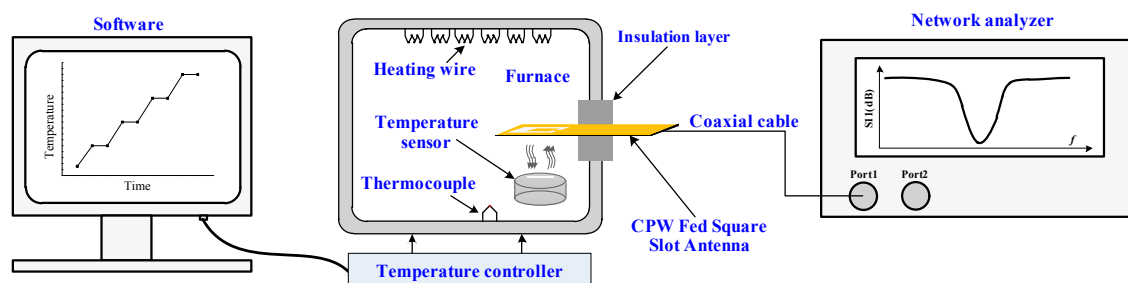 Software
Temperature
Time
Heating wire
Furnace
Temperature
sensor
Thermocouple
Temperature controller
Insulation layer
Coaxial cable
CPW Fed Square
Slot Antenna
Network analyzer
S11(dB)
f
Port1
Port2